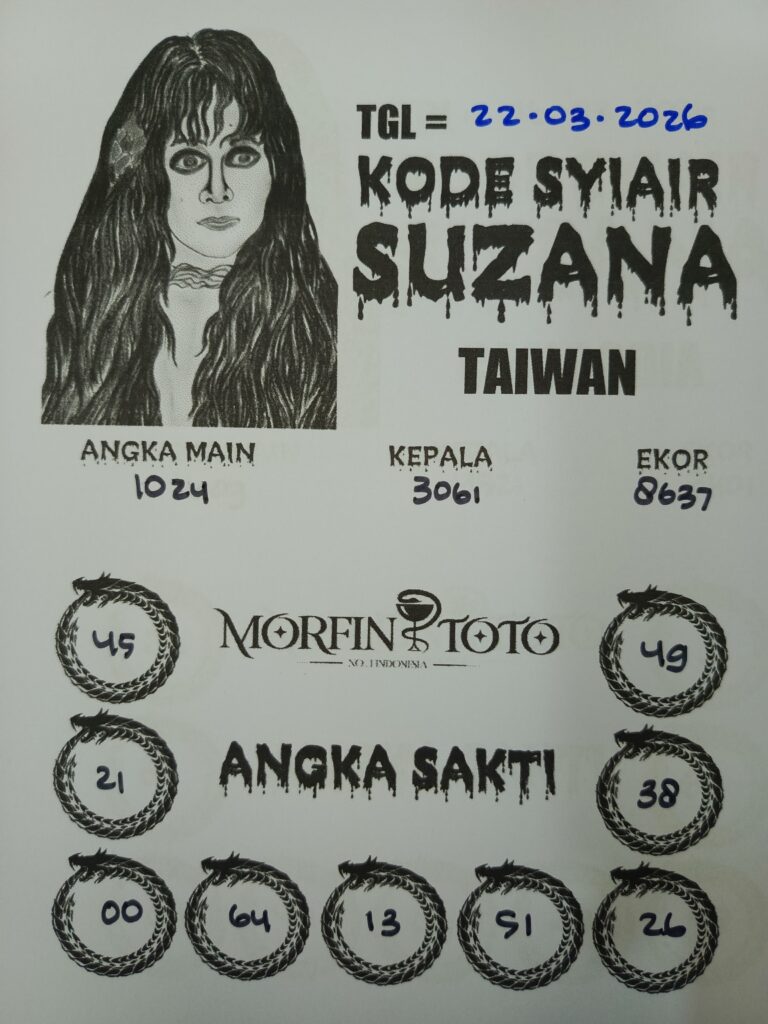 TGL = 22.03.2026
KODE SYIAIR
SUZANA
TAIWAN
ANGKA MAIN KEPALA EKOR
1024 3061 8637
45 MORFIN TOTO 49
NO. 1 INDONESIA
21 ANGKA SAKTI 38
00 64 13 51 26